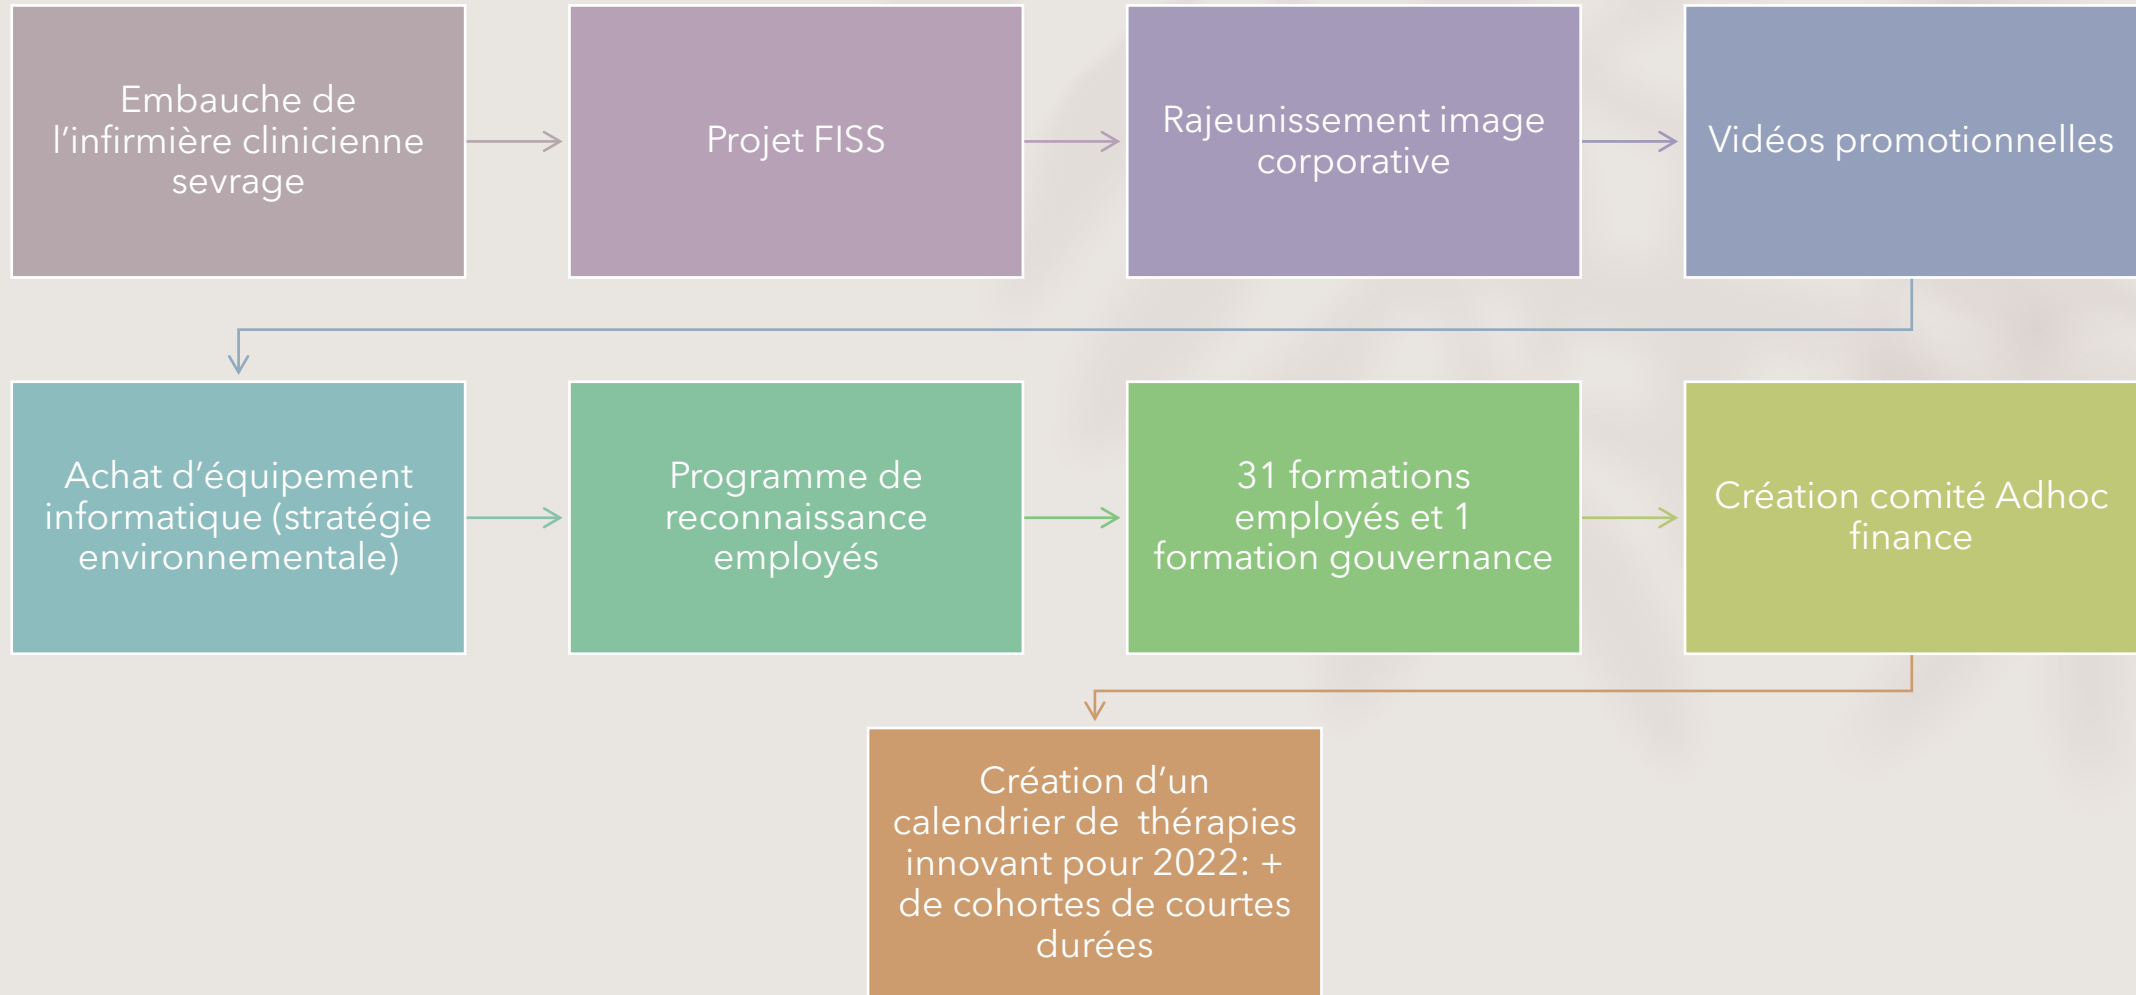 Embauche de
l’infirmière clinicienne
sevrage
Projet FISS
Rajeunissement image
corporative
Vidéos promotionnelles
Achat d’équipement
informatique (stratégie
environnementale)
Programme de
reconnaissance
employés
31 formations
employés et 1
formation gouvernance
Création comité Adhoc
finance
Création d’un
calendrier de  thérapies
innovant pour 2022: +
de cohortes de courtes
durées